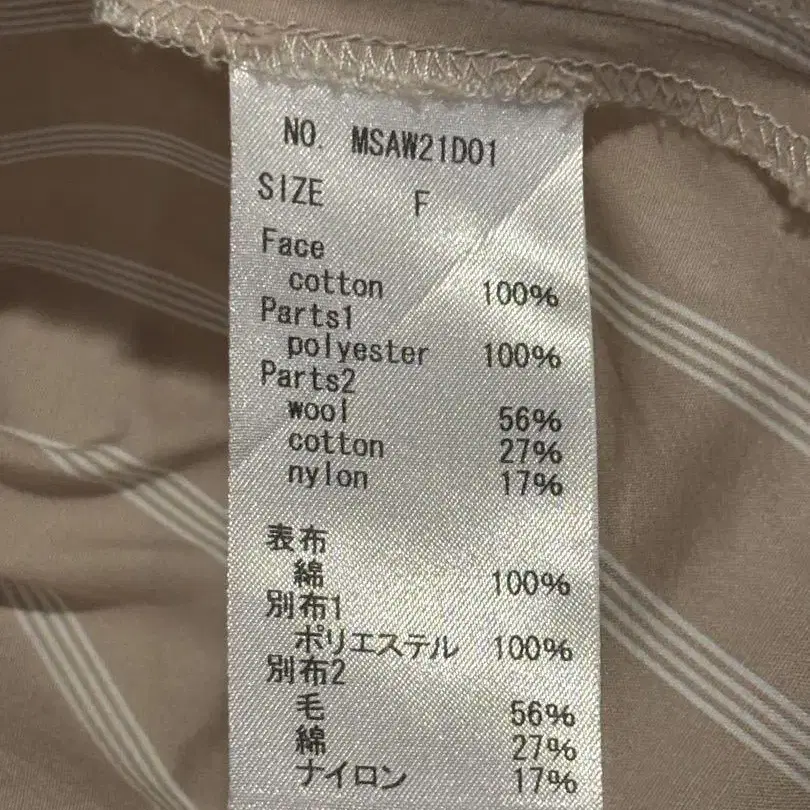 NO. MSAW21D01
SIZE F
Face
cotton 100%
Parts1
polyester 100%
Parts2
wool 56%
cotton 27%
nylon 17%
表布
綿 100%
別布1
ポリエステル 100%
別布2
毛 56%
綿 27%
ナイロン 17%